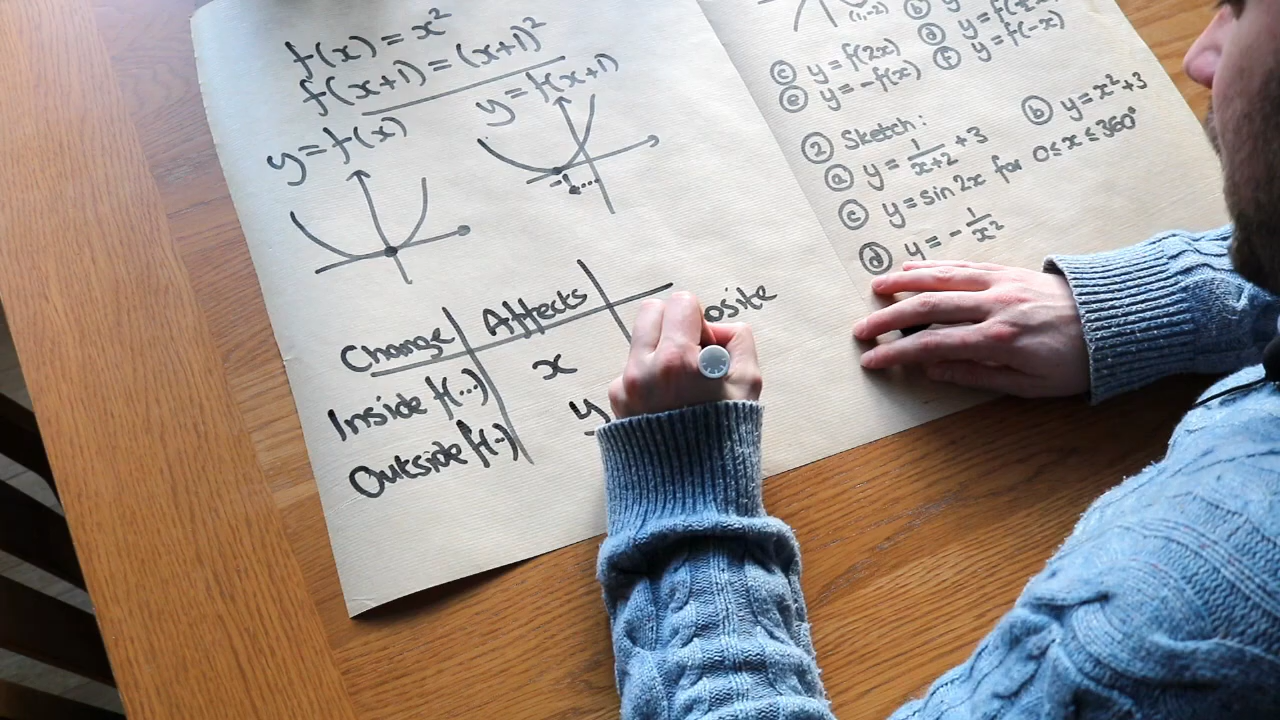 f(x) = x²
f(x+1) = (x+1)²
y = f(x)
y = f(x+1)
-1
Change Affects osite
Inside f(...) x
Outside f(..) y
(1,-2)
ⓑ y
ⓒ y = f(2x) ⓓ
ⓔ y = -f(x) ⓕ y = f(-x)
② Sketch:
ⓐ y = 1/(x+2) + 3 ⓑ y = x² + 3
ⓒ y = sin 2x for 0 ≤ x ≤ 360°
ⓓ y = - 1/x²